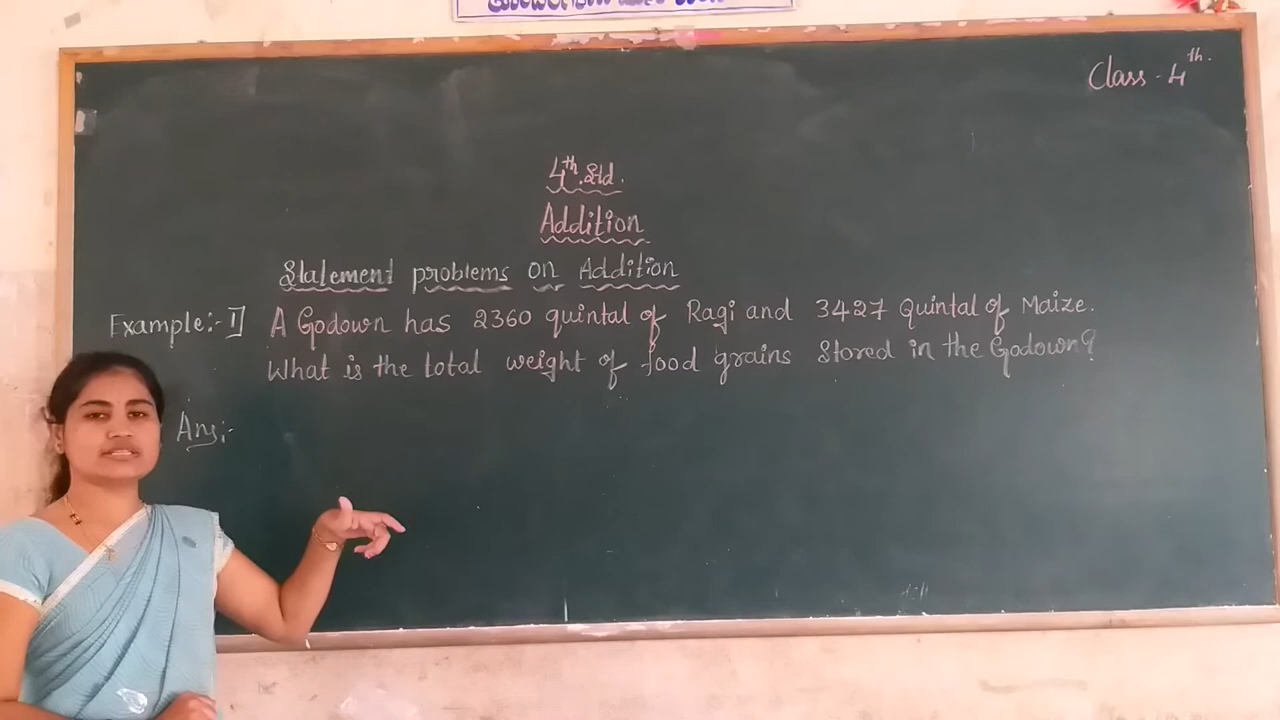 Class - 4th.
4th Std.
Addition
Statement problems on Addition
Example:- 1] A Godown has 2360 quintal of Ragi and 3427 Quintal of Maize.
What is the total weight of food grains Stored in the Godown?
Ans:-